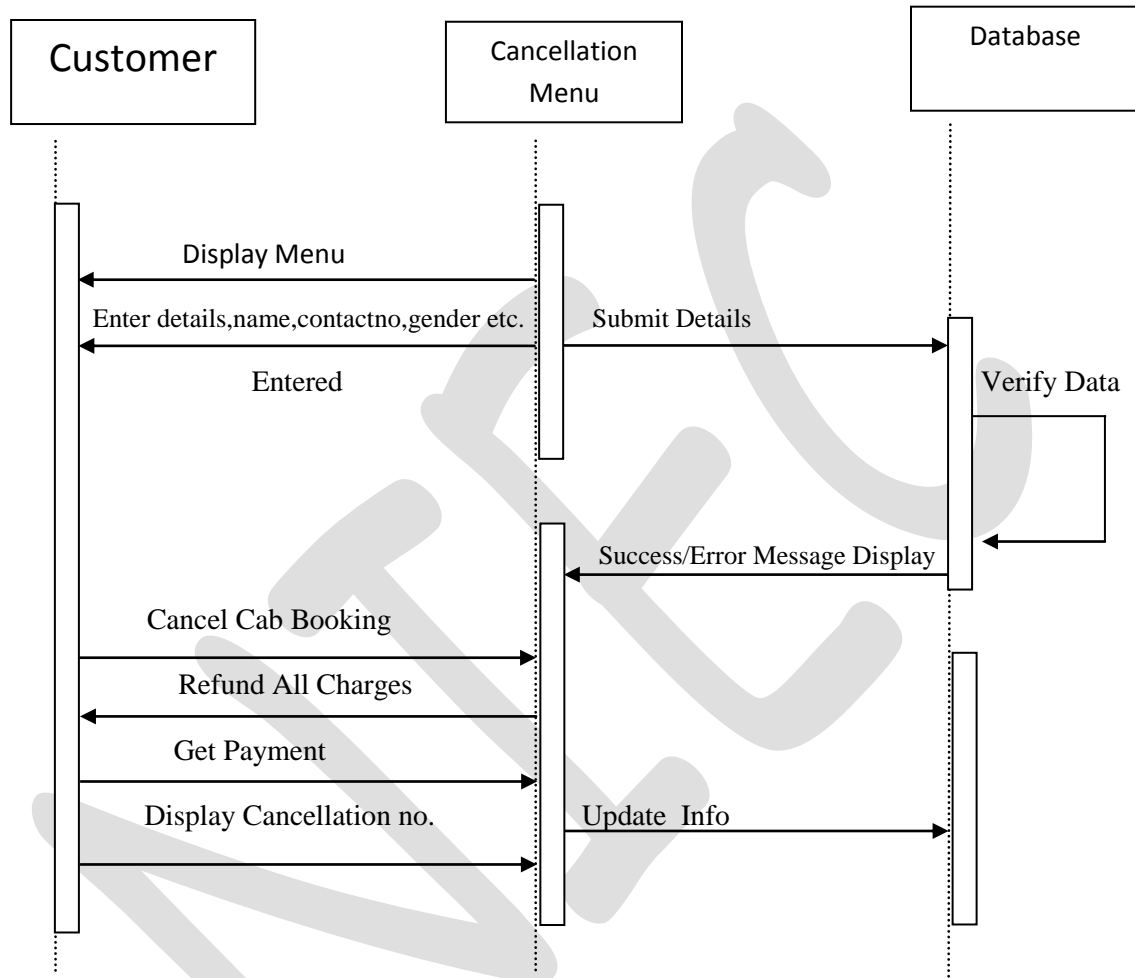 Customer
Cancellation
Menu
Database
Display Menu
Enter details,name,contactno,gender etc.
Submit Details
Entered
Verify Data
Success/Error Message Display
Cancel Cab Booking
Refund All Charges
Get Payment
Display Cancellation no.
Update Info
NIEC